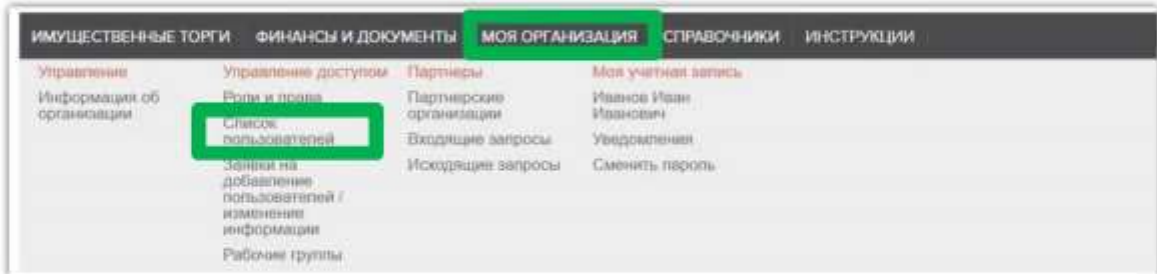 ИМУЩЕСТВЕННЫЕ ТОРГИ ФИНАНСЫ И ДОКУМЕНТЫ МОЯ ОРГАНИЗАЦИЯ СПРАВОЧНИКИ ИНСТРУКЦИИ
Управление
Информация об
организации
Управление доступом
Роли и права
Список
пользователей
Заявки на
добавление
пользователей /
изменение
информации
Рабочие группы
Партнеры
Партнерские
организации
Входящие запросы
Исходящие запросы
Моя учетная запись
Иванов Иван
Иванович
Уведомления
Сменить пароль